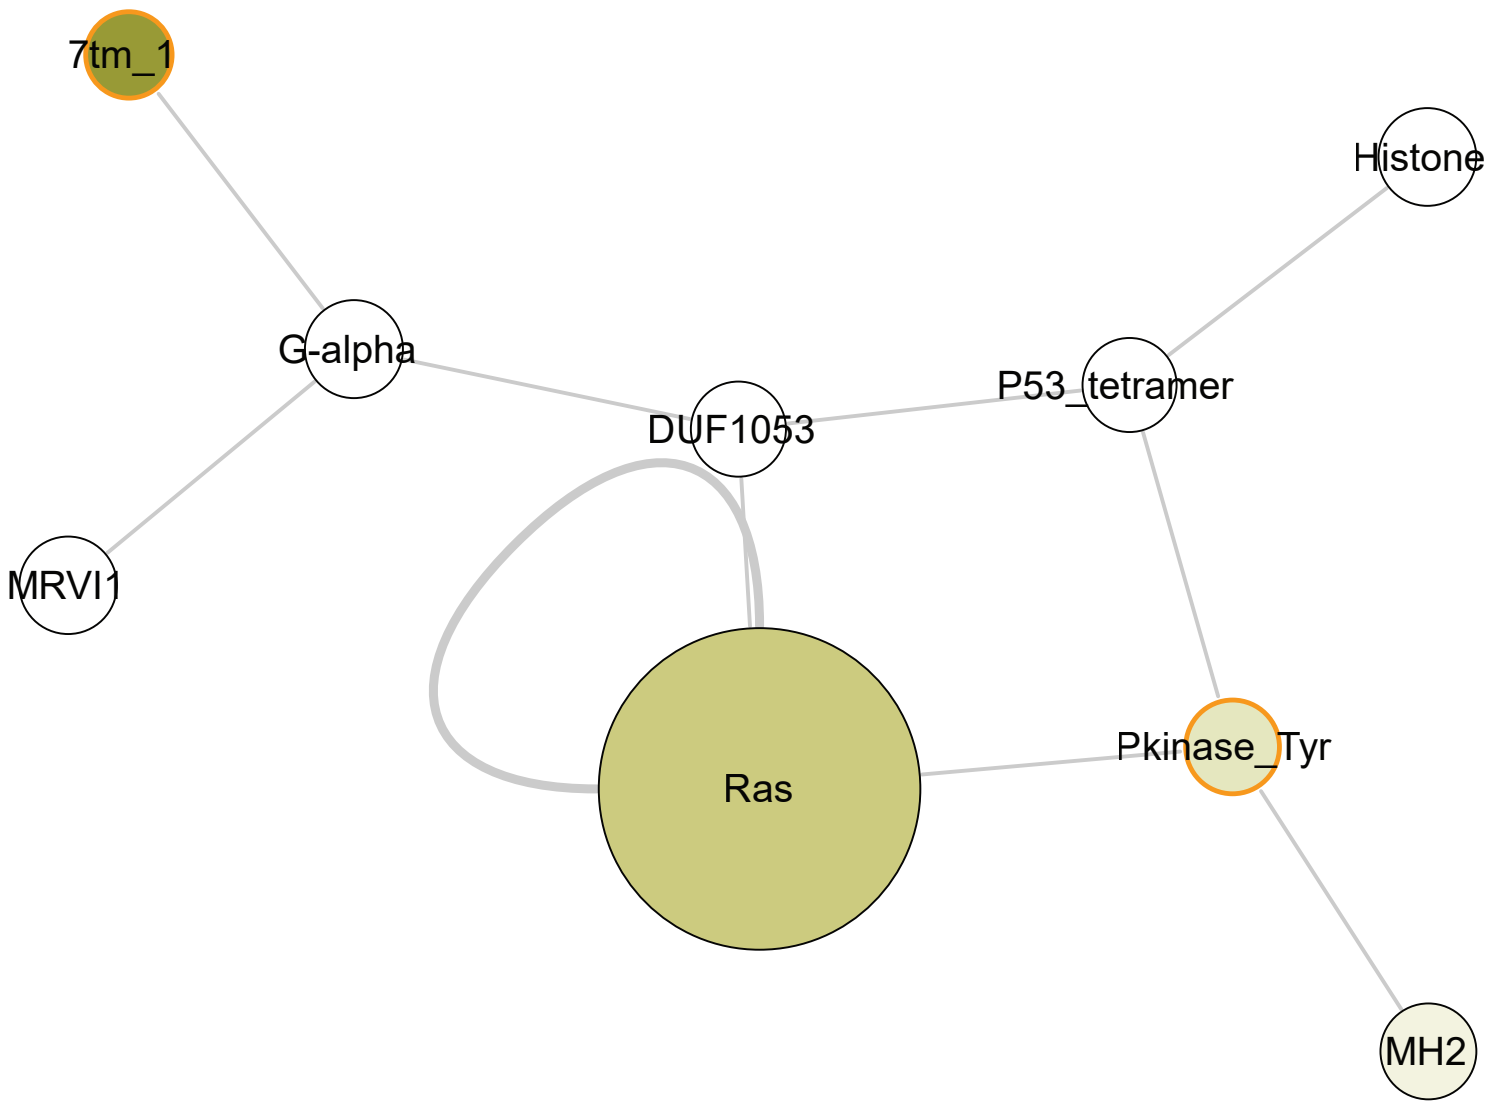 7tm_1
Histone
G-alpha
P53_tetramer
DUF1053
MRVI1
Pkinase_Tyr
Ras
MH2